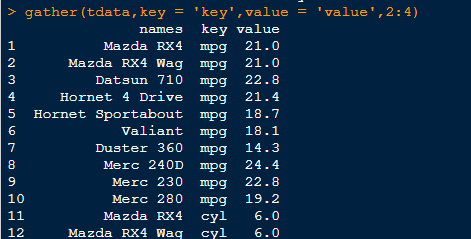 > gather(tdata,key = 'key',value = 'value',2:4)
names key value
1 Mazda RX4 mpg 21.0
2 Mazda RX4 Wag mpg 21.0
3 Datsun 710 mpg 22.8
4 Hornet 4 Drive mpg 21.4
5 Hornet Sportabout mpg 18.7
6 Valiant mpg 18.1
7 Duster 360 mpg 14.3
8 Merc 240D mpg 24.4
9 Merc 230 mpg 22.8
10 Merc 280 mpg 19.2
11 Mazda RX4 cyl 6.0
12 Mazda RX4 Wag cyl 6.0